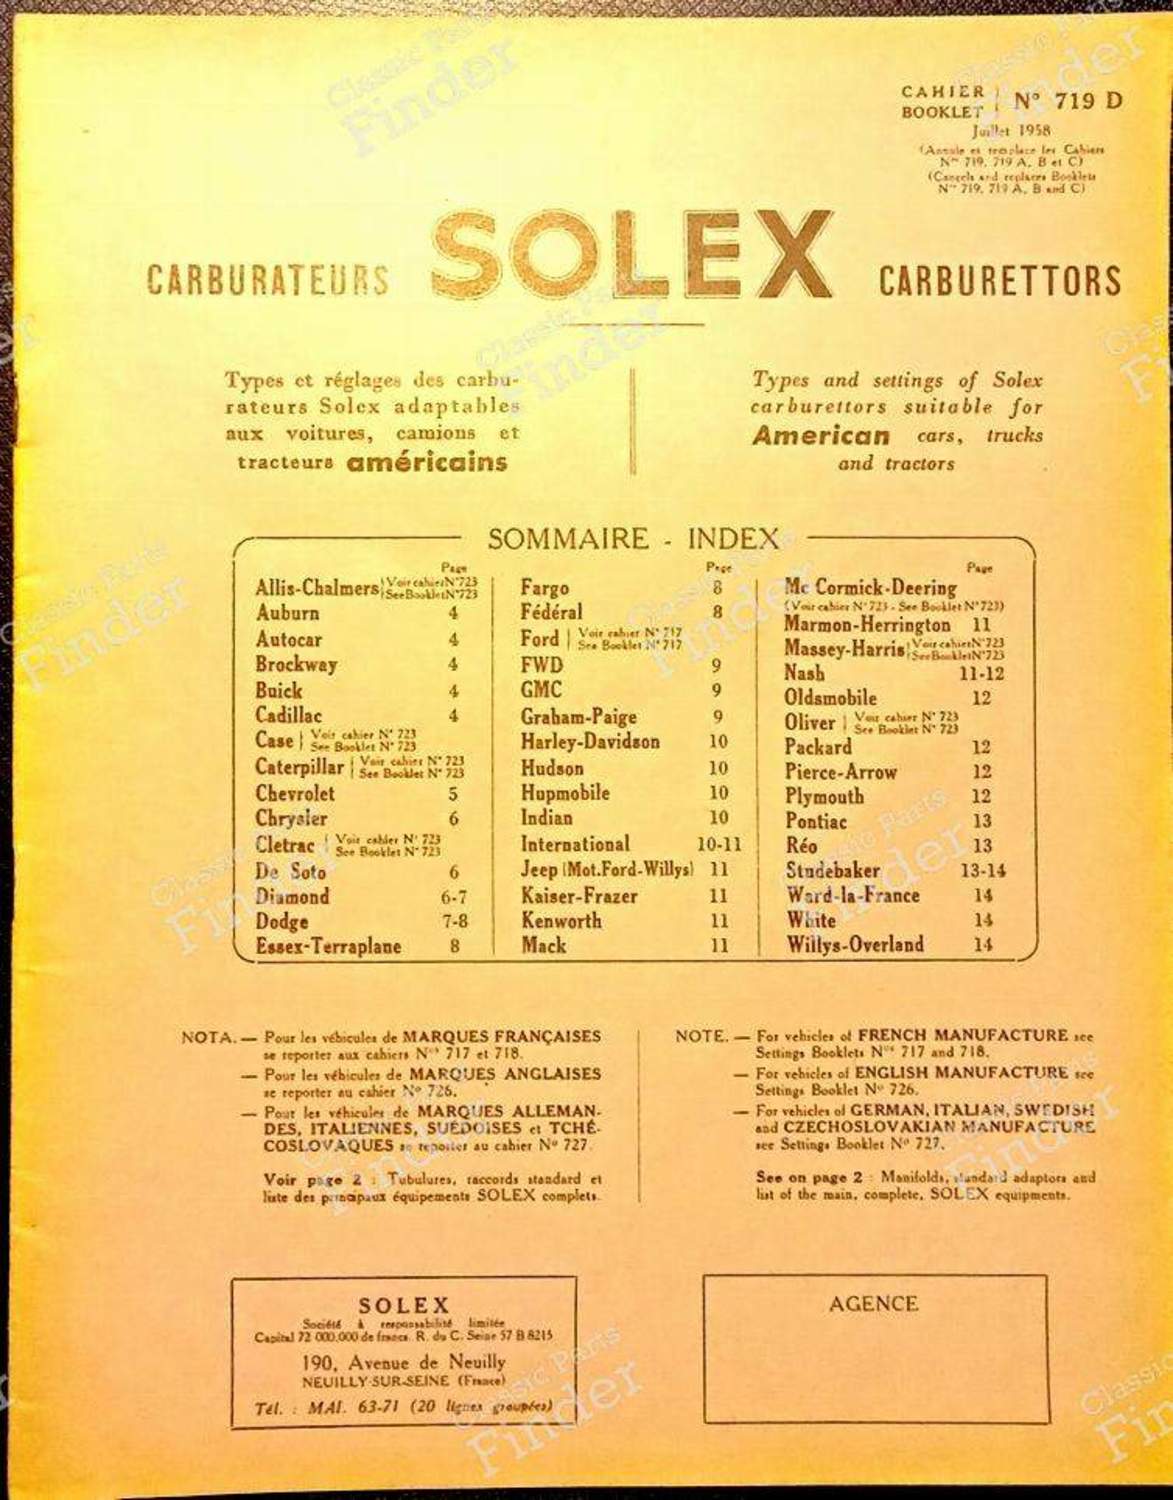 CAHIER
BOOKLET
N° 719 D
Juillet 1958
(Annule et remplace les Cahiers
Nos 719, 719 A, B et C)
(Cancels and replaces Booklets
Nos 719, 719 A, B and C)
CARBURATEURS SOLEX CARBURETTORS
Types et réglages des carbu-
rateurs Solex adaptables
aux voitures, camions et
tracteurs américains
Types and settings of Solex
carburettors suitable for
American cars, trucks
and tractors
SOMMAIRE - INDEX
Page
Allis-Chalmers Voir cahier N° 723
See Booklet N° 723
Auburn 4
Autocar 4
Brockway 4
Buick 4
Cadillac 4
Case Voir cahier N° 723
See Booklet N° 723
Caterpillar Voir cahier N° 723
See Booklet N° 723
Chevrolet 5
Chrysler 6
Cletrac Voir cahier N° 723
See Booklet N° 723
De Soto 6
Diamond 6-7
Dodge 7-8
Essex-Terraplane 8
Page
Fargo 8
Fédéral 8
Ford Voir cahier N° 717
See Booklet N° 717
FWD 9
GMC 9
Graham-Paige 9
Harley-Davidson 10
Hudson 10
Hupmobile 10
Indian 10
International 10-11
Jeep (Mot.Ford-Willys) 11
Kaiser-Frazer 11
Kenworth 11
Mack 11
Page
Mc Cormick-Deering
(Voir cahier N° 723 - See Booklet N° 723)
Marmon-Herrington 11
Massey-Harris Voir cahier N° 723
See Booklet N° 723
Nash 11-12
Oldsmobile 12
Oliver Voir cahier N° 723
See Booklet N° 723
Packard 12
Pierce-Arrow 12
Plymouth 12
Pontiac 13
Réo 13
Studebaker 13-14
Ward-la-France 14
White 14
Willys-Overland 14
NOTA. — Pour les véhicules de MARQUES FRANÇAISES
se reporter aux cahiers Nos 717 et 718.
— Pour les véhicules de MARQUES ANGLAISES
se reporter au cahier N° 726.
— Pour les véhicules de MARQUES ALLEMAN-
DES, ITALIENNES, SUÉDOISES et TCHÉ-
COSLOVAQUES se reporter au cahier N° 727.
Voir page 2 : Tubulures, raccords standard et
liste des principaux équipements SOLEX complets.
NOTE. — For vehicles of FRENCH MANUFACTURE see
Settings Booklets Nos 717 and 718.
— For vehicles of ENGLISH MANUFACTURE see
Settings Booklet N° 726.
— For vehicles of GERMAN, ITALIAN, SWEDISH
and CZECHOSLOVAKIAN MANUFACTURE
see Settings Booklet N° 727.
See on page 2 : Manifolds, standard adaptors and
list of the main, complete, SOLEX equipments.
SOLEX
Société à responsabilité limitée
Capital 72 000.000 de francs. R. du C. Seine 57 B 8215
190, Avenue de Neuilly
NEUILLY-SUR-SEINE (France)
Tél. : MAI. 63-71 (20 lignes groupées)
AGENCE
Classic Paris
Finder